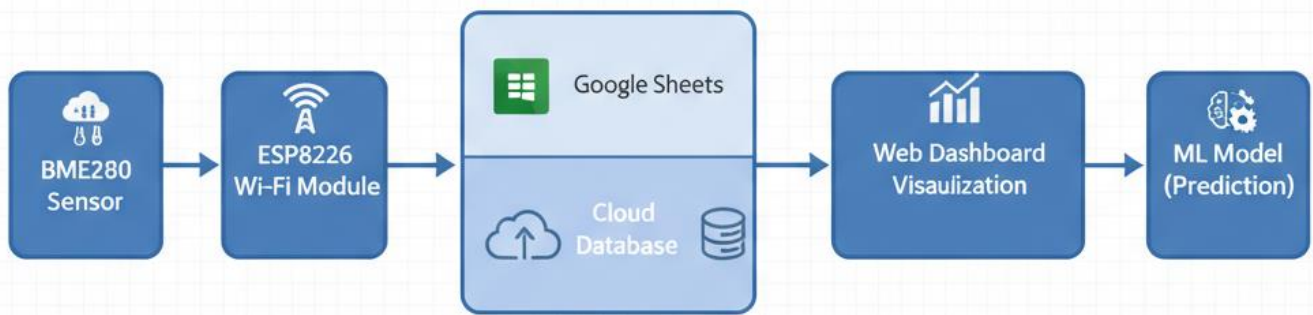 BME280
Sensor
ESP8226
Wi-Fi Module
Google Sheets
Cloud
Database
Web Dashboard
Visaulization
ML Model
(Prediction)